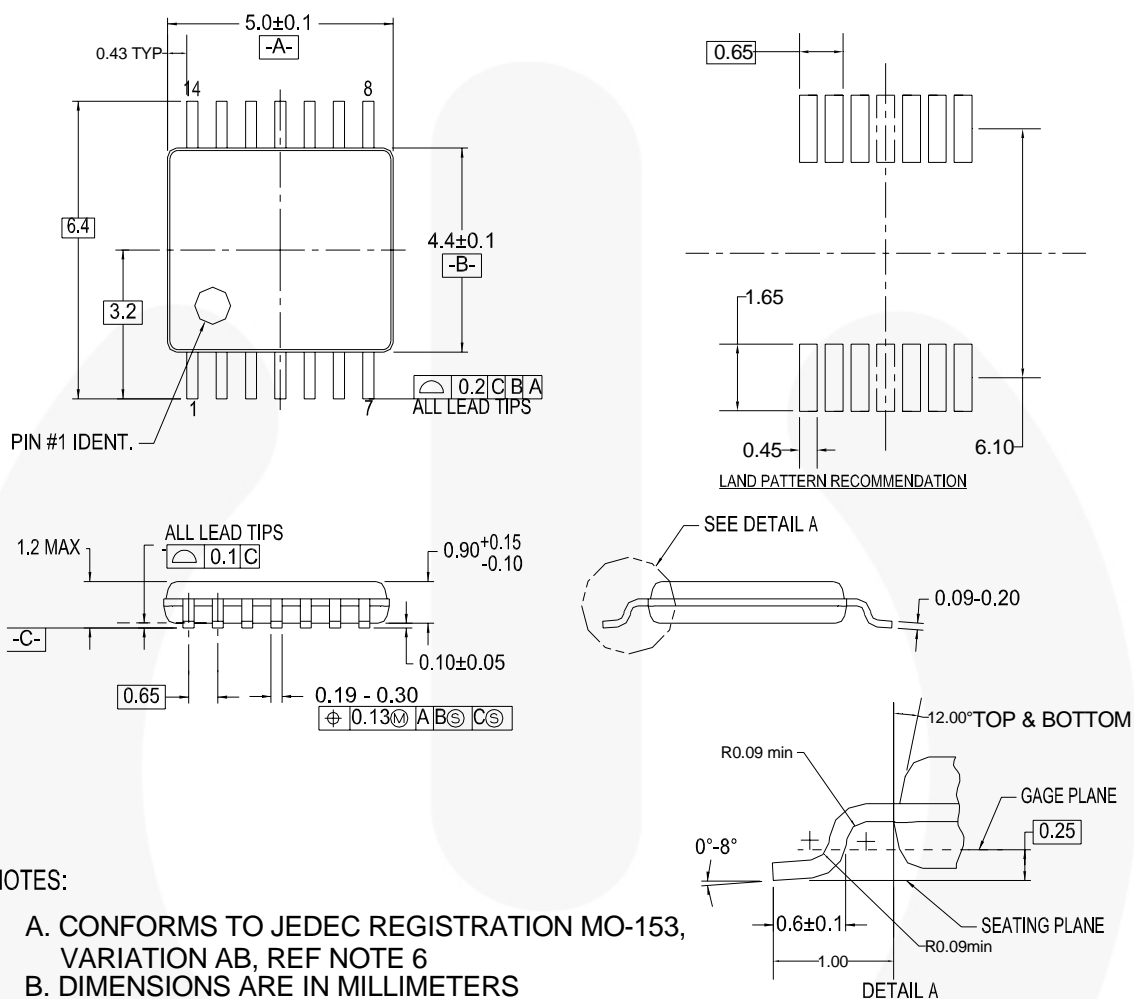 5.0±0.1
-A-
0.43 TYP
14
8
6.4
3.2
4.4±0.1
-B-
1
7
⌓ 0.2 C B A
ALL LEAD TIPS
PIN #1 IDENT.
0.65
1.65
0.45
6.10
LAND PATTERN RECOMMENDATION
ALL LEAD TIPS
⌓ 0.1 C
1.2 MAX
0.90 +0.15
-0.10
-C-
0.10±0.05
0.65
0.19 - 0.30
⌖ 0.13Ⓜ A BⓈ CⓈ
SEE DETAIL A
0.09-0.20
12.00° TOP & BOTTOM
R0.09 min
GAGE PLANE
0.25
0°-8°
SEATING PLANE
0.6±0.1
R0.09min
1.00
DETAIL A
NOTES:
A. CONFORMS TO JEDEC REGISTRATION MO-153,
VARIATION AB, REF NOTE 6
B. DIMENSIONS ARE IN MILLIMETERS